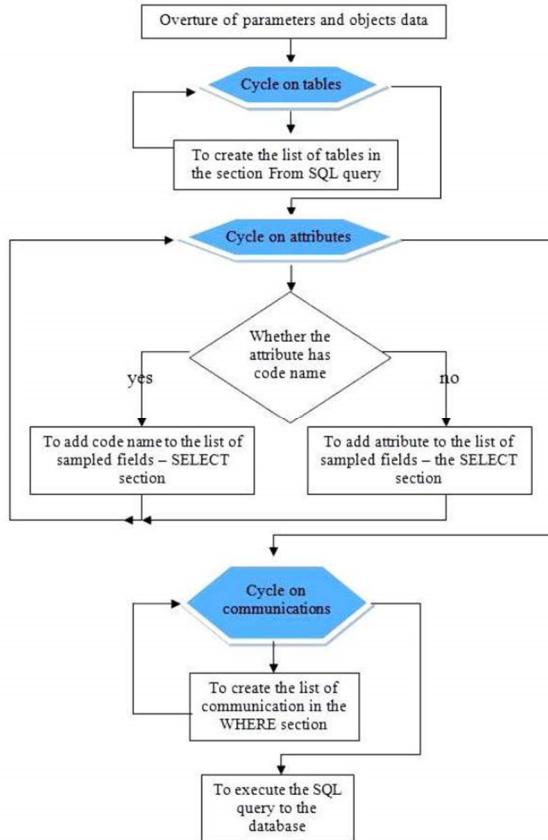 Overture of parameters and objects data
Cycle on tables
To create the list of tables in
the section From SQL query
Cycle on attributes
Whether the
attribute has
code name
yes
no
To add code name to the list of
sampled fields – SELECT
section
To add attribute to the list of
sampled fields – the SELECT
section
Cycle on
communications
To create the list of
communication in the
WHERE section
To execute the SQL
query to the
database